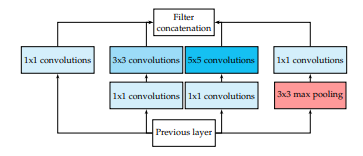 Filter
concatenation
1x1 convolutions
3x3 convolutions
5x5 convolutions
1x1 convolutions
1x1 convolutions
1x1 convolutions
3x3 max pooling
Previous layer